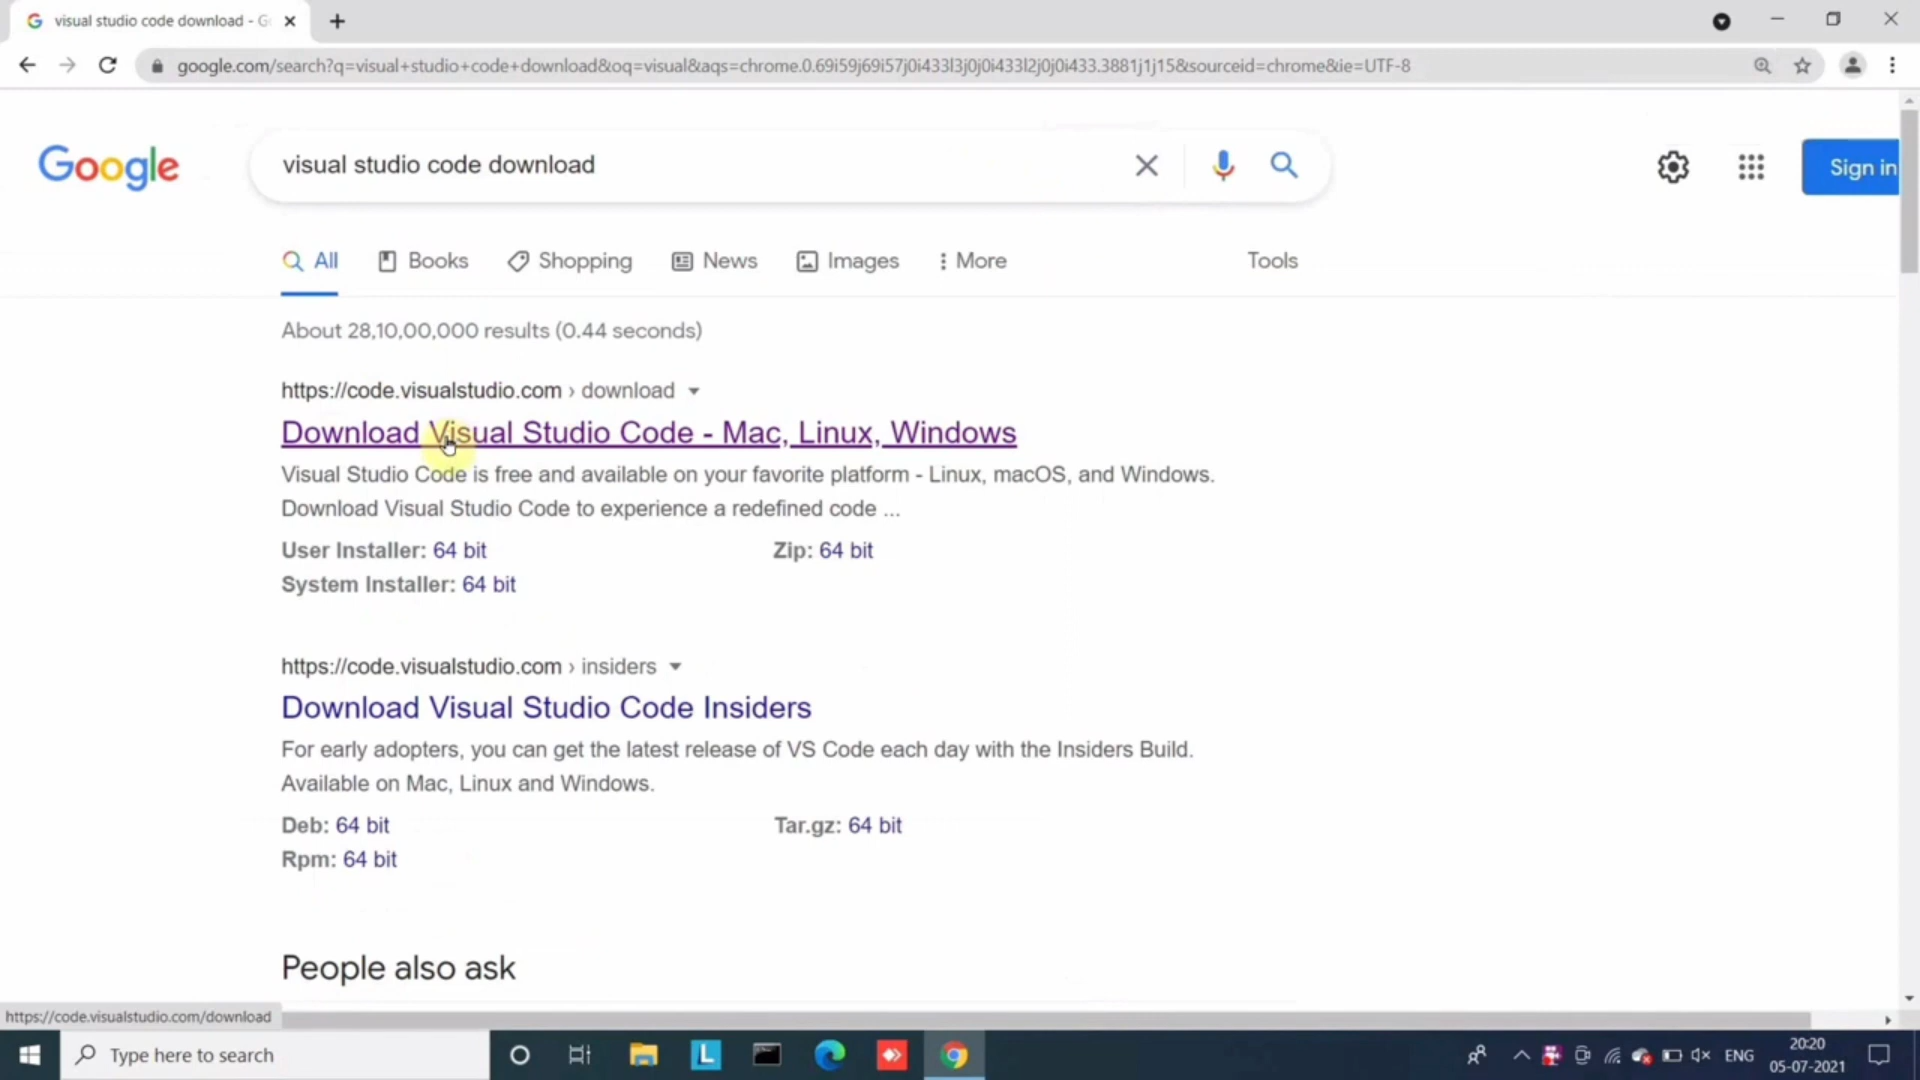 visual studio code download - G
google.com/search?q=visual+studio+code+download&oq=visual&aqs=chrome.0.69i59j69i57j0i433l3j0j0i433l2j0j0i433.3881j1j15&sourceid=chrome&ie=UTF-8
Google
visual studio code download
Sign in
All
Books
Shopping
News
Images
More
Tools
About 28,10,00,000 results (0.44 seconds)
https://code.visualstudio.com › download
Download Visual Studio Code - Mac, Linux, Windows
Visual Studio Code is free and available on your favorite platform - Linux, macOS, and Windows.
Download Visual Studio Code to experience a redefined code ...
User Installer: 64 bit
Zip: 64 bit
System Installer: 64 bit
https://code.visualstudio.com › insiders
Download Visual Studio Code Insiders
For early adopters, you can get the latest release of VS Code each day with the Insiders Build.
Available on Mac, Linux and Windows.
Deb: 64 bit
Tar.gz: 64 bit
Rpm: 64 bit
People also ask
https://code.visualstudio.com/download
Type here to search
L
ENG
20:20
05-07-2021